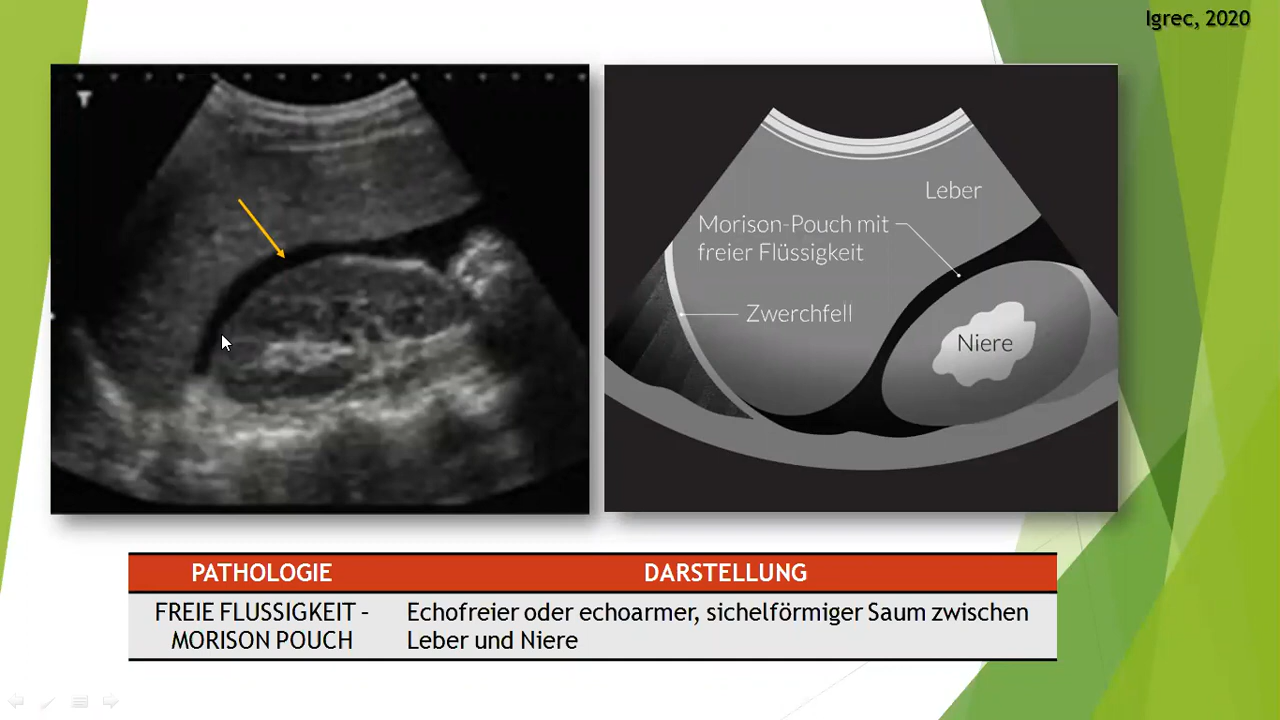 Igrec, 2020
Leber
Morison-Pouch mit
freier Flüssigkeit
Zwerchfell
Niere
PATHOLOGIE
DARSTELLUNG
FREIE FLUSSIGKEIT –
MORISON POUCH
Echofreier oder echoarmer, sichelförmiger Saum zwischen
Leber und Niere